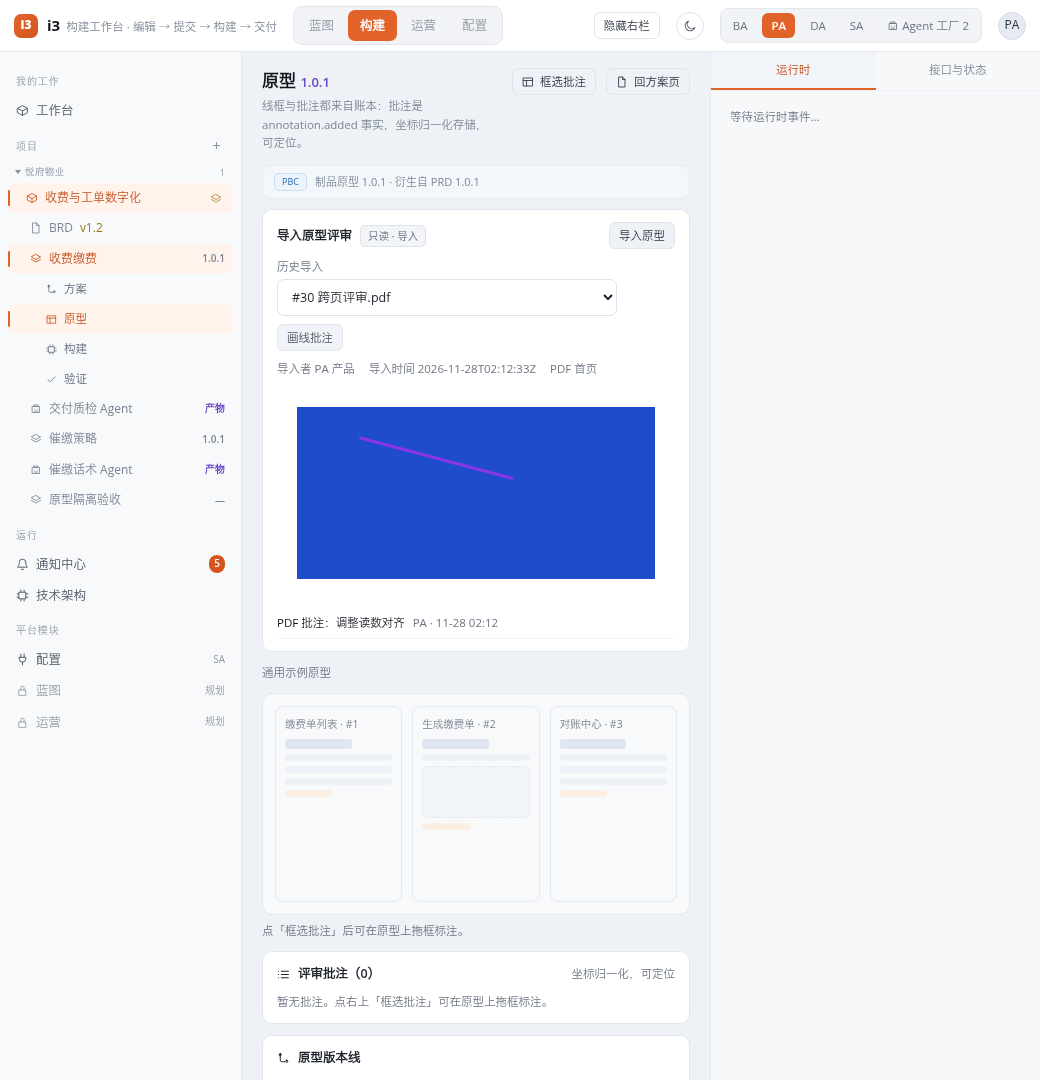 i3 i3 构建工作台 · 编辑 → 提交 → 构建 → 交付 蓝图 构建 运营 配置 隐藏右栏 BA PA DA SA Agent 工厂 2 PA
我的工作
工作台
项目 +
悦府物业 1
收费与工单数字化
BRD v1.2
收费缴费 1.0.1
方案
原型
构建
验证
交付质检 Agent 产物
催缴策略 1.0.1
催缴话术 Agent 产物
原型隔离验收 —
运行
通知中心 5
技术架构
平台模块
配置 SA
蓝图 规划
运营 规划
原型 1.0.1 框选批注 回方案页
线框与批注都来自账本：批注是
annotation.added 事实，坐标归一化存储，
可定位。
PBC 制品原型 1.0.1 · 衍生自 PRD 1.0.1
导入原型评审 只读 · 导入 导入原型
历史导入
#30 跨页评审.pdf
画线批注
导入者 PA 产品 导入时间 2026-11-28T02:12:33Z PDF 首页
PDF 批注：调整读数对齐 PA · 11-28 02:12
通用示例原型
缴费单列表 · #1 生成缴费单 · #2 对账中心 · #3
点「框选批注」后可在原型上拖框标注。
评审批注（0） 坐标归一化，可定位
暂无批注。点右上「框选批注」可在原型上拖框标注。
原型版本线
运行时 接口与状态
等待运行时事件…